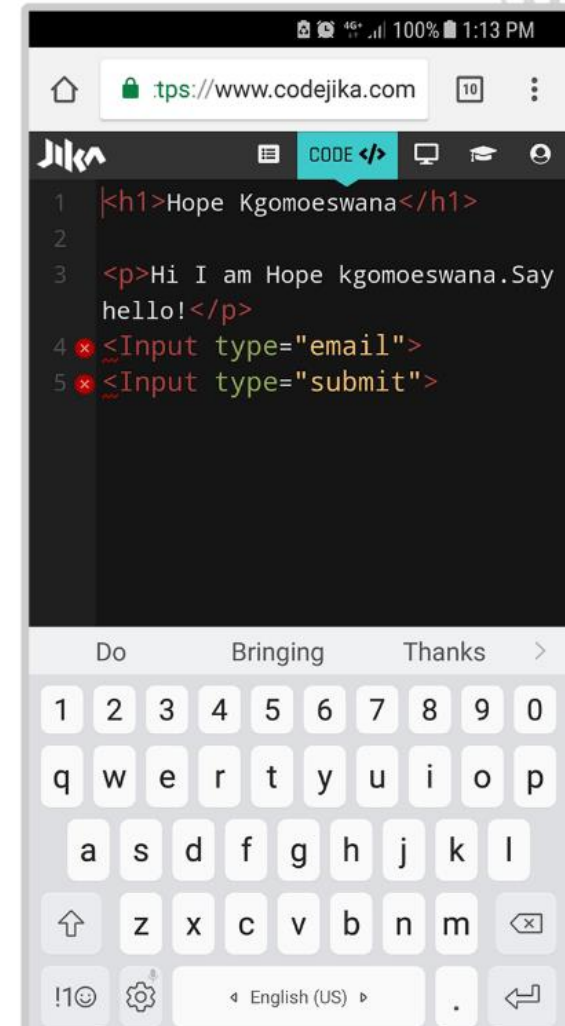 4G+ 100% 1:13 PM
:tps://www.codejika.com 10
JIKA CODE </>
1 <h1>Hope Kgomoeswana</h1>
2
3 <p>Hi I am Hope kgomoeswana.Say
hello!</p>
4 <Input type="email">
5 <Input type="submit">
Do Bringing Thanks
1 2 3 4 5 6 7 8 9 0
q w e r t y u i o p
a s d f g h j k l
z x c v b n m
!1☺ English (US) .